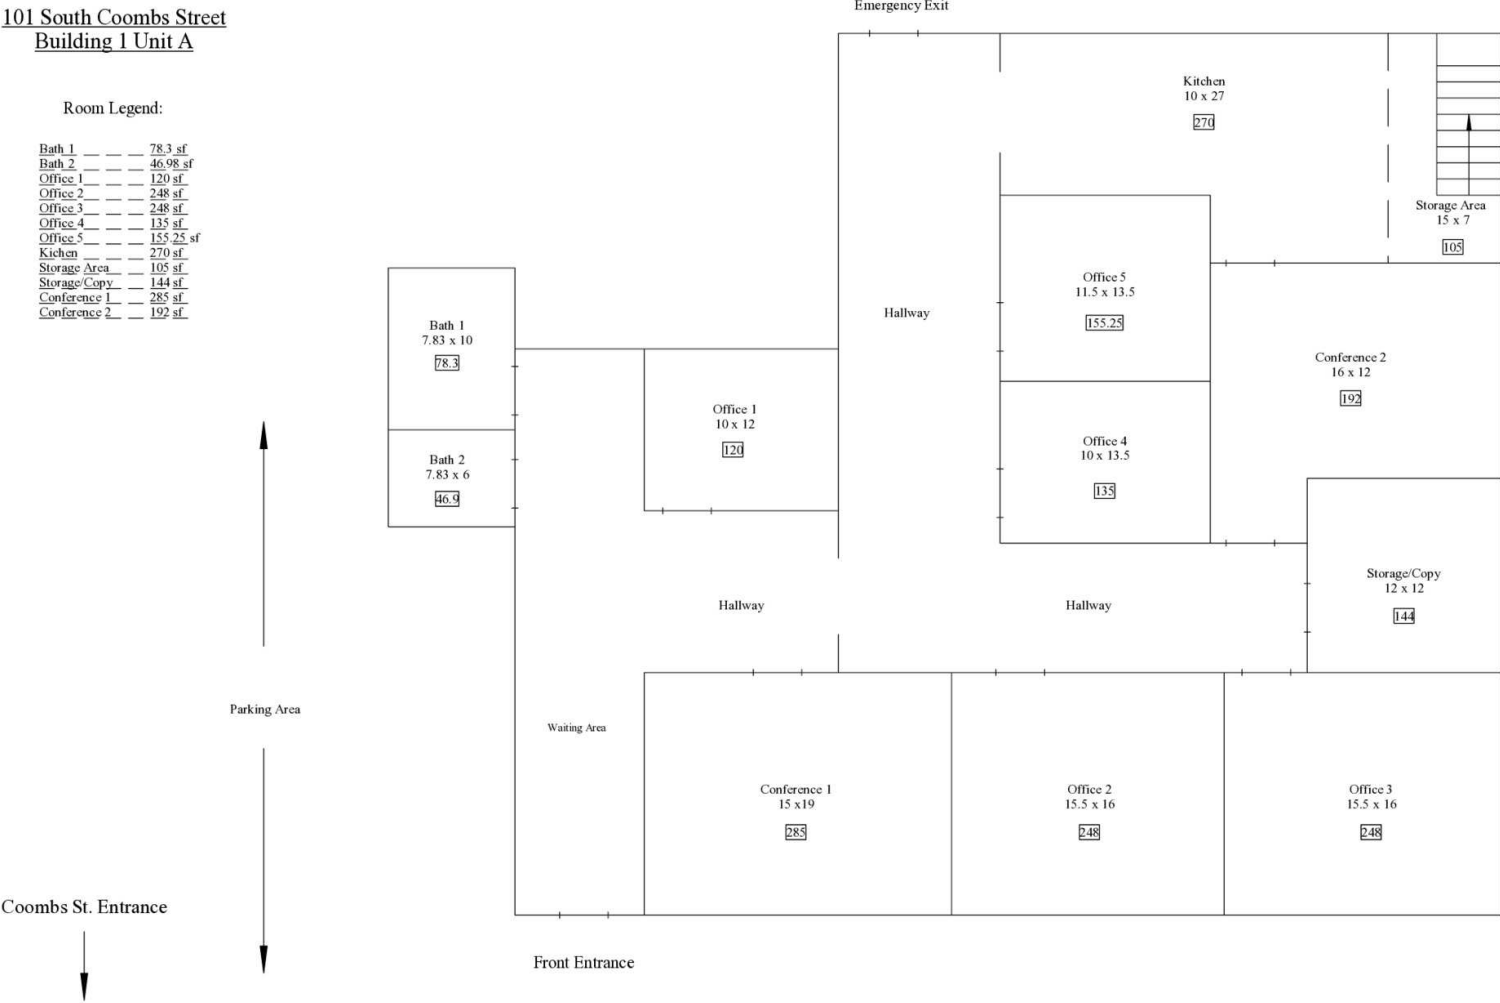 101 South Coombs Street
Building 1 Unit A
Room Legend:
Bath 1 78.3 sf
Bath 2 46.98 sf
Office 1 120 sf
Office 2 248 sf
Office 3 248 sf
Office 4 135 sf
Office 5 155.25 sf
Kichen 270 sf
Storage Area 105 sf
Storage/Copy 144 sf
Conference 1 285 sf
Conference 2 192 sf
Emergency Exit
Kitchen
10 x 27
270
Storage Area
15 x 7
105
Office 5
11.5 x 13.5
155.25
Hallway
Bath 1
7.83 x 10
78.3
Conference 2
16 x 12
192
Office 1
10 x 12
120
Office 4
10 x 13.5
135
Bath 2
7.83 x 6
46.9
Storage/Copy
12 x 12
144
Hallway
Hallway
Parking Area
Waiting Area
Conference 1
15 x19
285
Office 2
15.5 x 16
248
Office 3
15.5 x 16
248
Coombs St. Entrance
Front Entrance